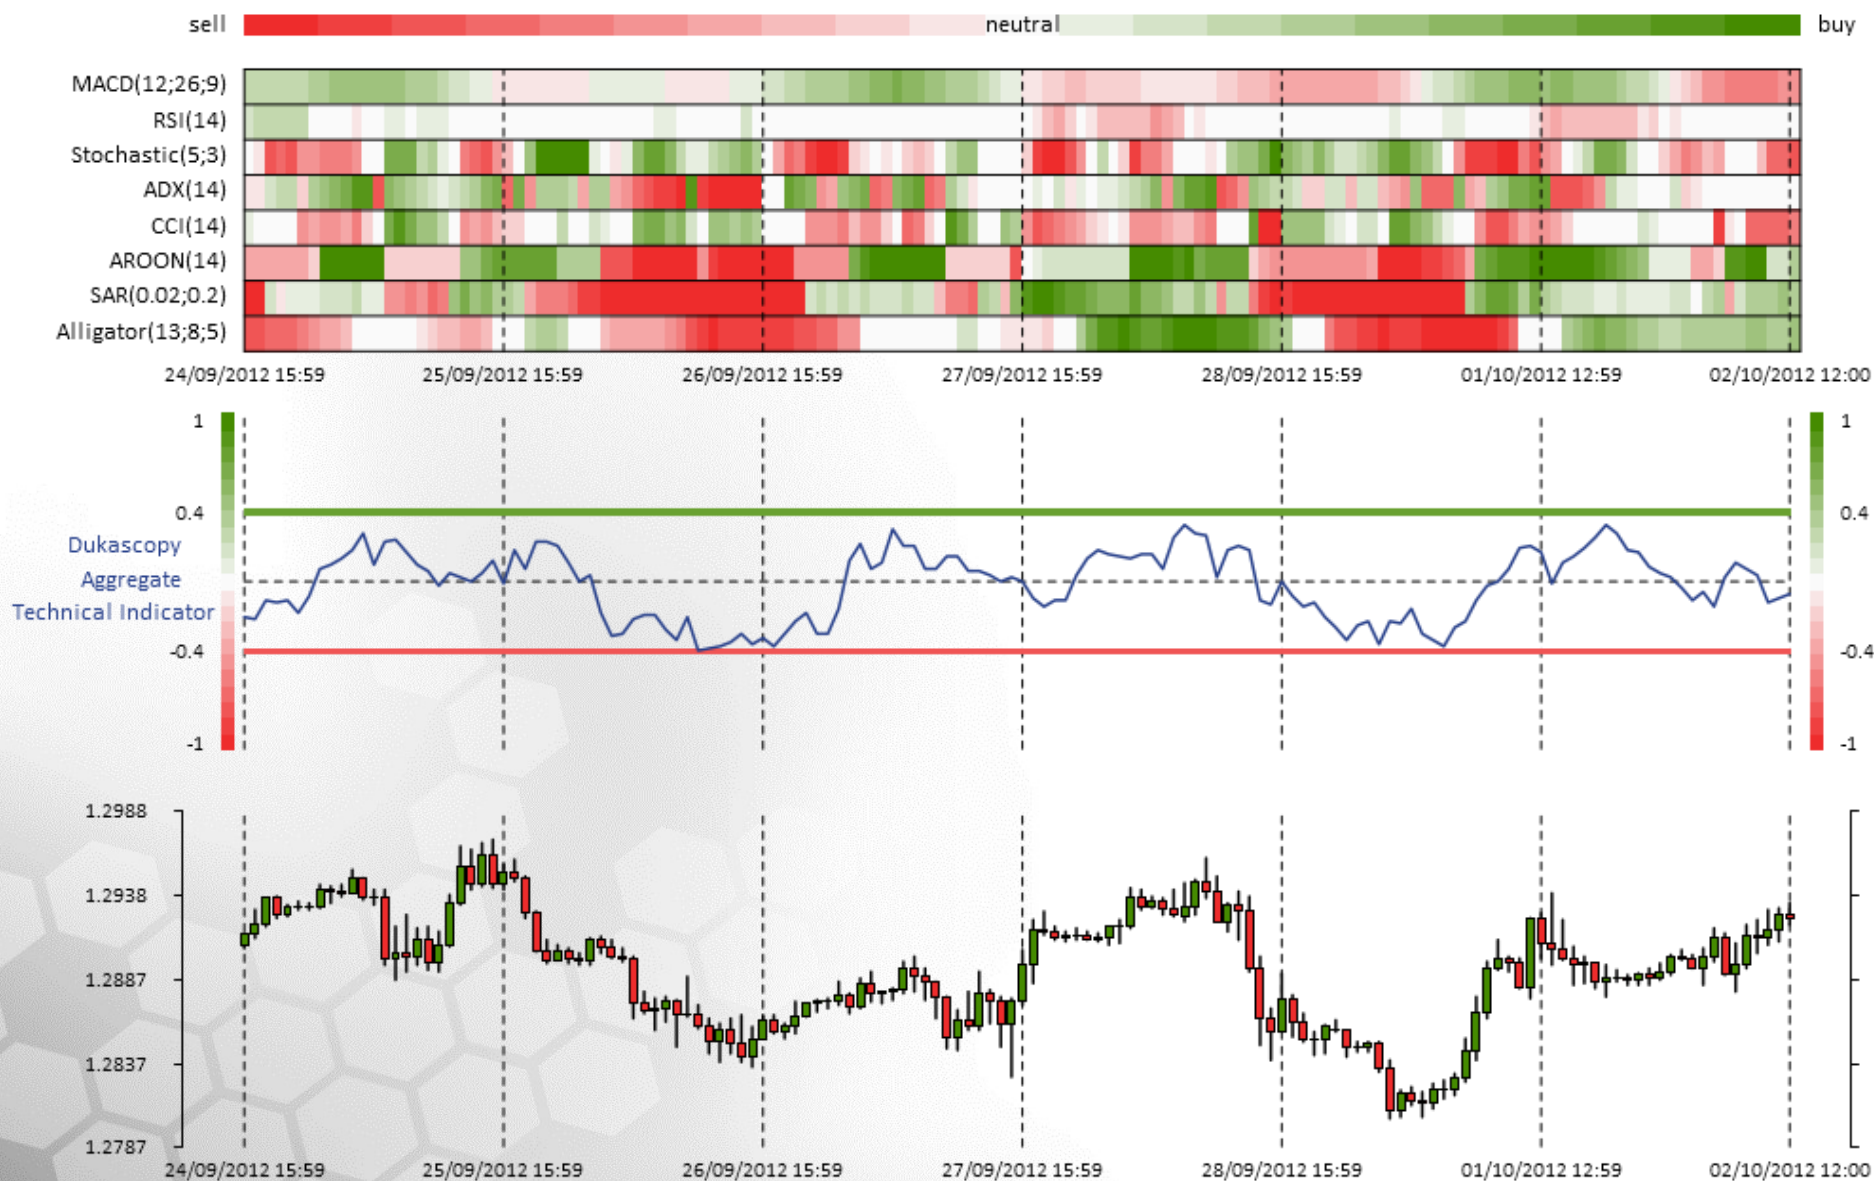 sell neutral buy
MACD(12;26;9)
RSI(14)
Stochastic(5;3)
ADX(14)
CCI(14)
AROON(14)
SAR(0.02;0.2)
Alligator(13;8;5)
24/09/2012 15:59 25/09/2012 15:59 26/09/2012 15:59 27/09/2012 15:59 28/09/2012 15:59 01/10/2012 12:59 02/10/2012 12:00
1 1
0.4 0.4
Dukascopy
Aggregate
Technical Indicator
-0.4 -0.4
-1 -1
1.2988
1.2938
1.2887
1.2837
1.2787
24/09/2012 15:59 25/09/2012 15:59 26/09/2012 15:59 27/09/2012 15:59 28/09/2012 15:59 01/10/2012 12:59 02/10/2012 12:00